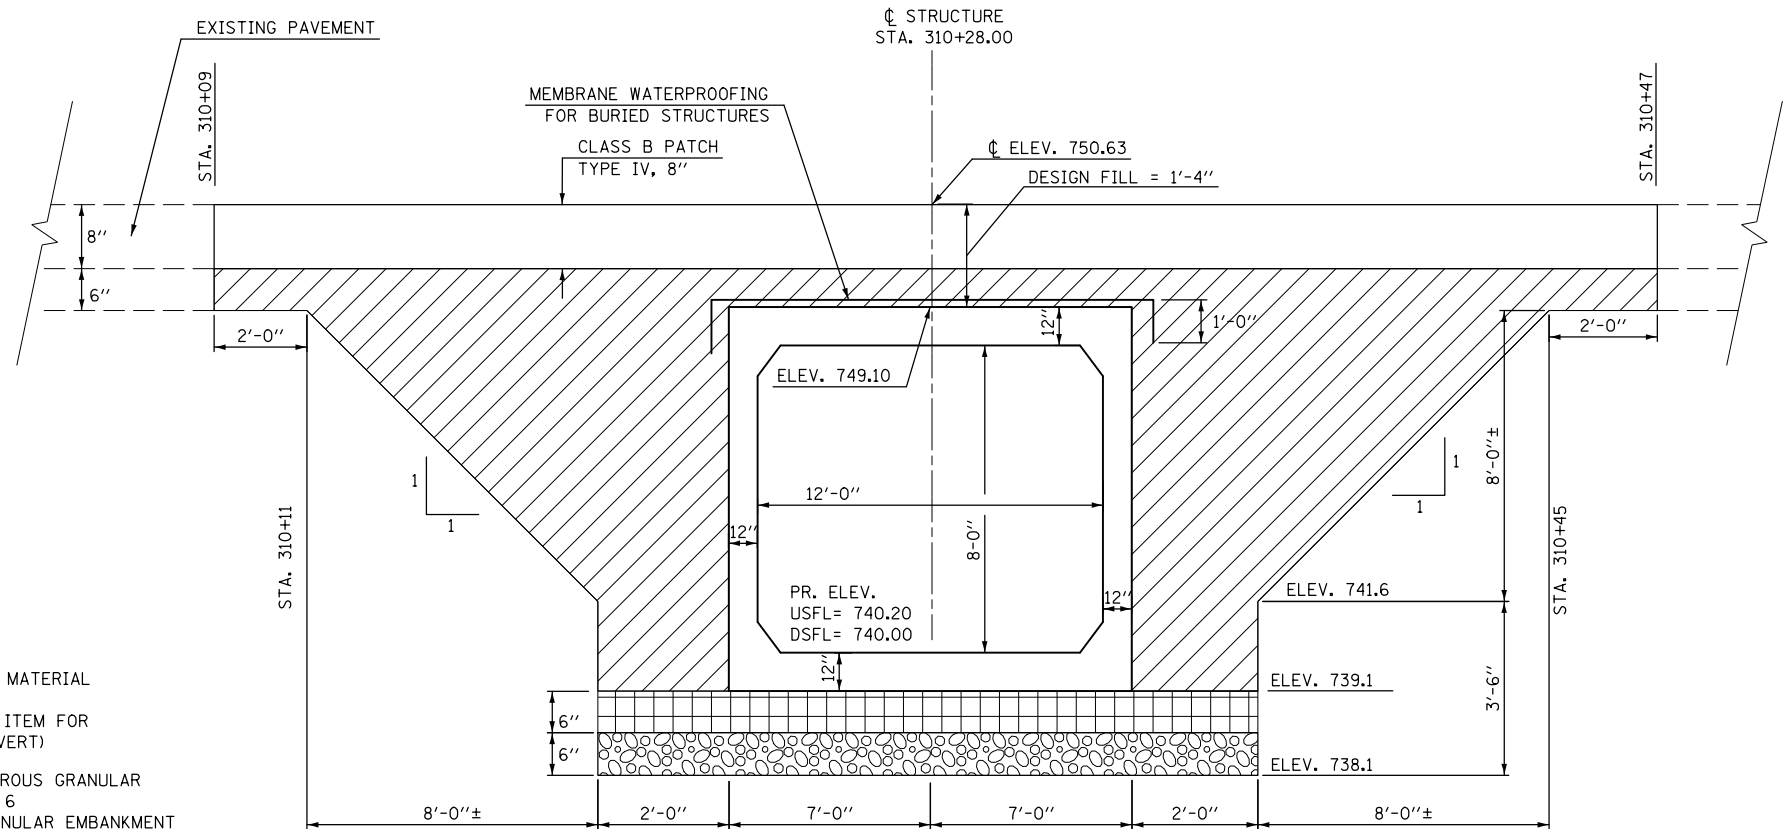 EXISTING PAVEMENT
℄ STRUCTURE
STA. 310+28.00
STA. 310+09
STA. 310+47
MEMBRANE WATERPROOFING
FOR BURIED STRUCTURES
CLASS B PATCH
TYPE IV, 8"
℄ ELEV. 750.63
DESIGN FILL = 1'-4"
8"
6"
2'-0"
12"
1'-0"
2'-0"
ELEV. 749.10
1
1
12'-0"
12"
8-0"
8'-0"±
1
1
STA. 310+11
STA. 310+45
PR. ELEV.
USFL= 740.20
DSFL= 740.00
12"
12"
ELEV. 741.6
ELEV. 739.1
3'-6"
6"
6"
ELEV. 738.1
MATERIAL
ITEM FOR
VERT)
ROUS GRANULAR
6
NULAR EMBANKMENT
8'-0"±
2'-0"
7'-0"
7'-0"
2'-0"
8'-0"±